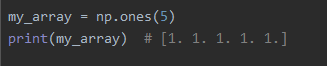 my_array = np.ones(5)
print(my_array)  # [1. 1. 1. 1. 1.]